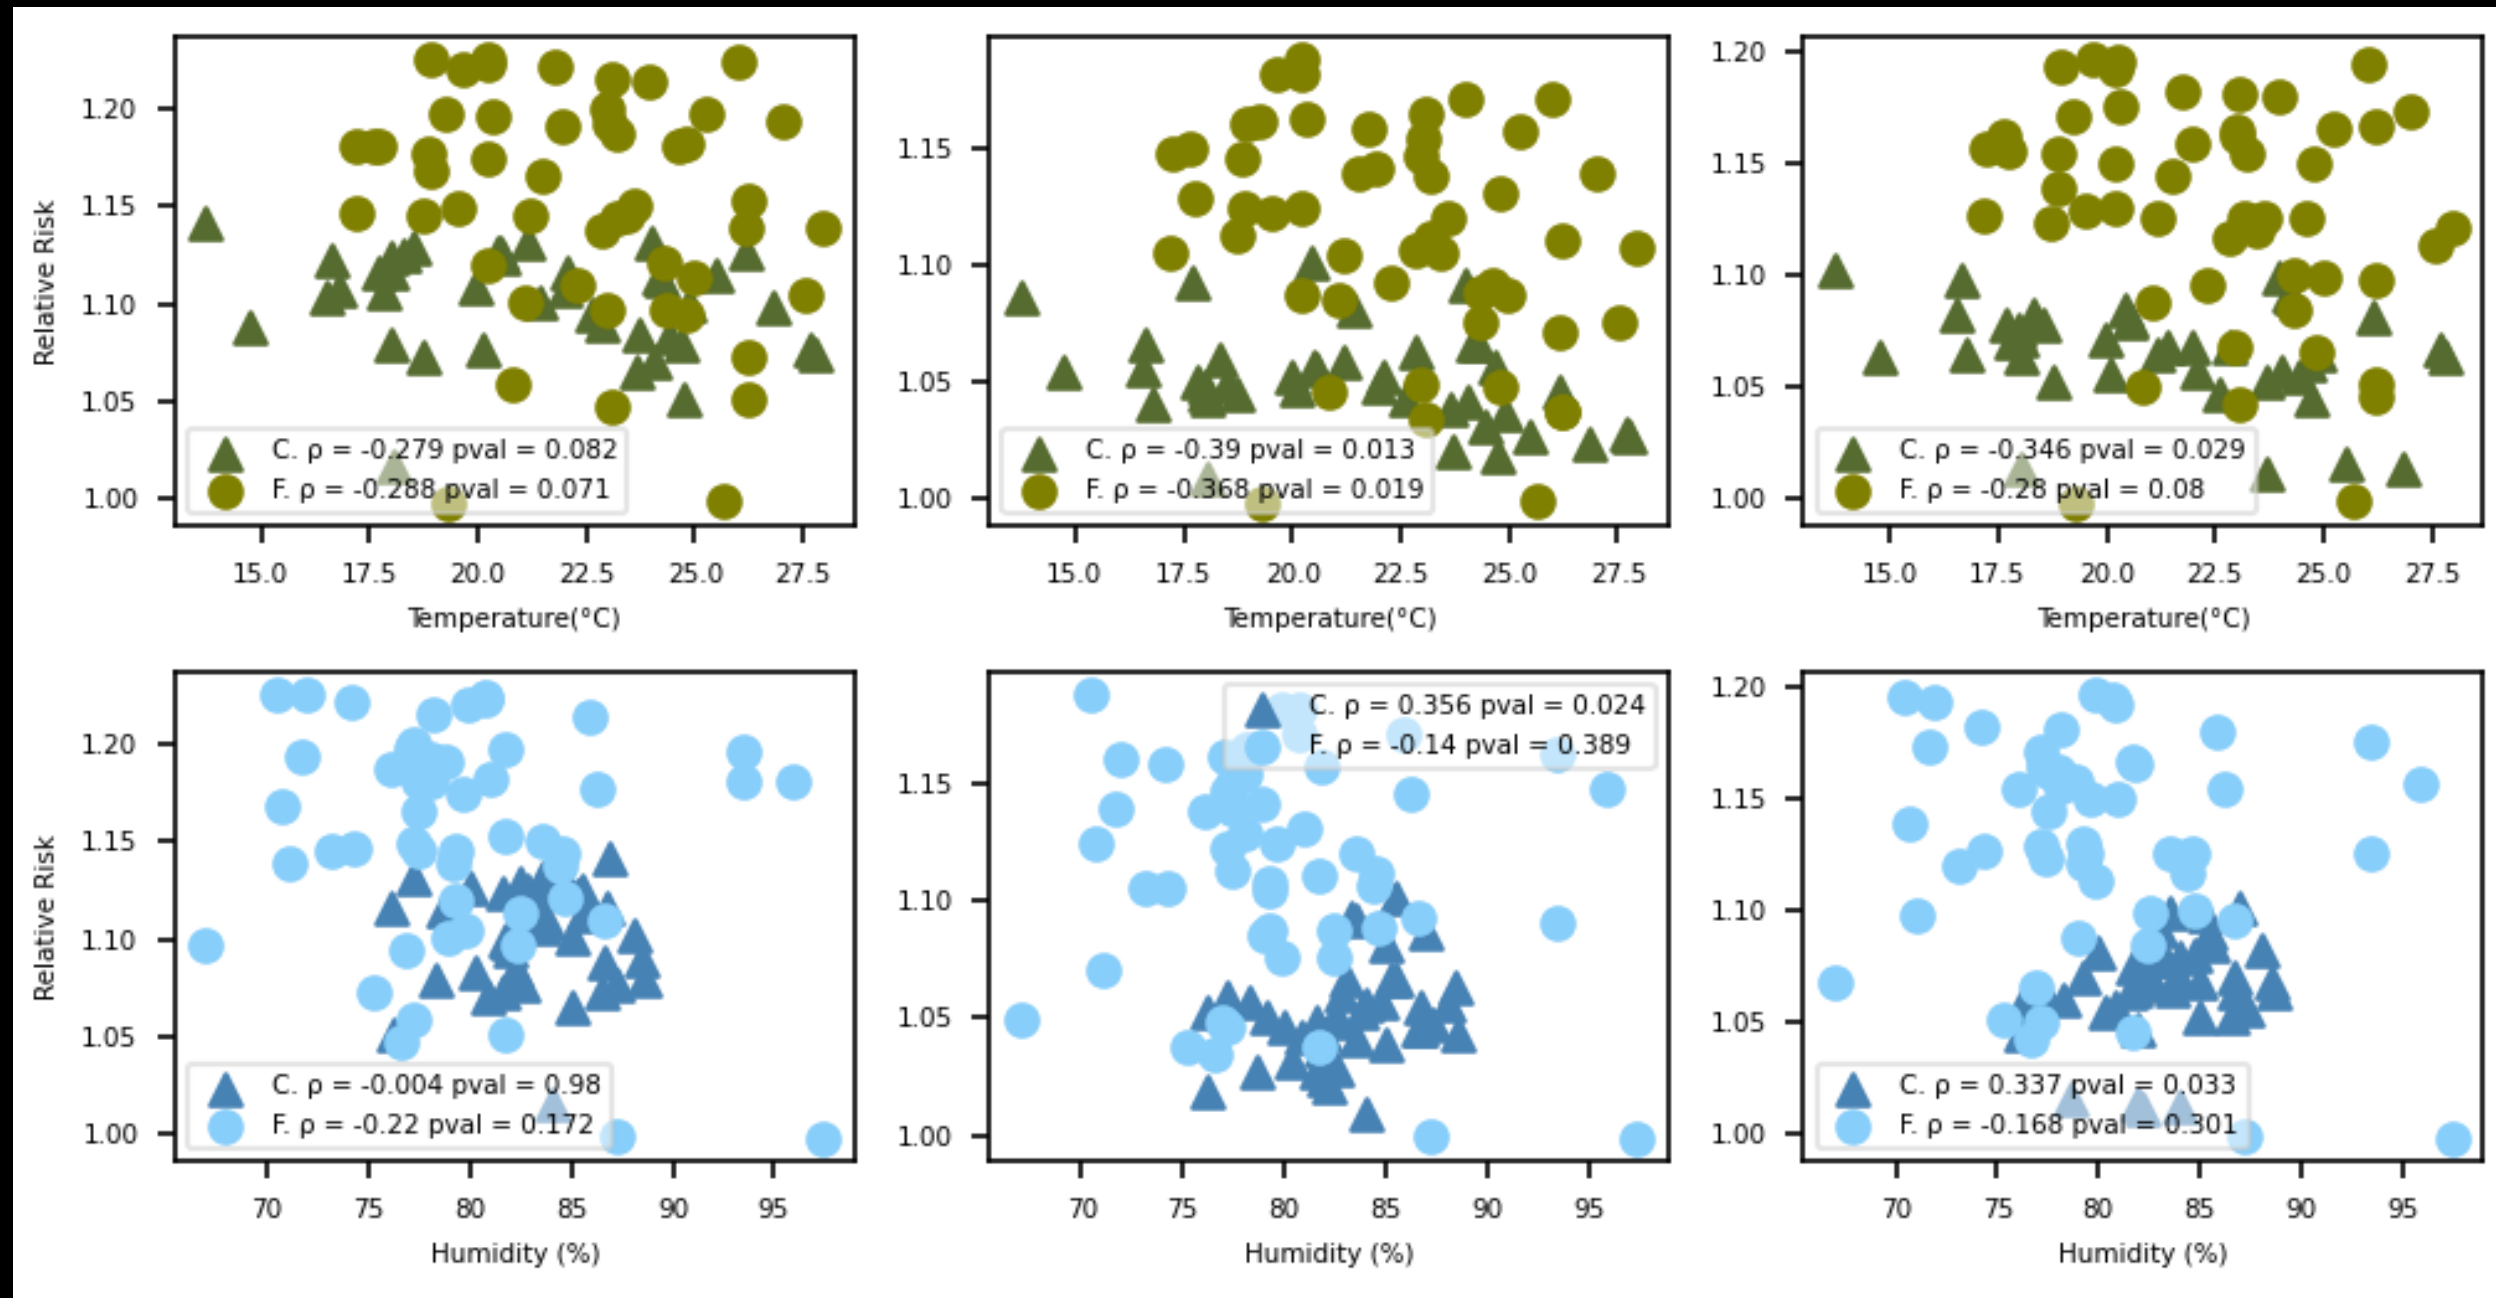 1.20
1.15
1.10
1.05
1.00
Relative Risk
C. ρ = -0.279 pval = 0.082
F. ρ = -0.288 pval = 0.071
15.0 17.5 20.0 22.5 25.0 27.5
Temperature(°C)
1.15
1.10
1.05
1.00
C. ρ = -0.39 pval = 0.013
F. ρ = -0.368 pval = 0.019
15.0 17.5 20.0 22.5 25.0 27.5
Temperature(°C)
1.20
1.15
1.10
1.05
1.00
C. ρ = -0.346 pval = 0.029
F. ρ = -0.28 pval = 0.08
15.0 17.5 20.0 22.5 25.0 27.5
Temperature(°C)
1.20
1.15
1.10
1.05
1.00
Relative Risk
C. ρ = -0.004 pval = 0.98
F. ρ = -0.22 pval = 0.172
70 75 80 85 90 95
Humidity (%)
C. ρ = 0.356 pval = 0.024
F. ρ = -0.14 pval = 0.389
1.15
1.10
1.05
1.00
70 75 80 85 90 95
Humidity (%)
1.20
1.15
1.10
1.05
1.00
C. ρ = 0.337 pval = 0.033
F. ρ = -0.168 pval = 0.301
70 75 80 85 90 95
Humidity (%)